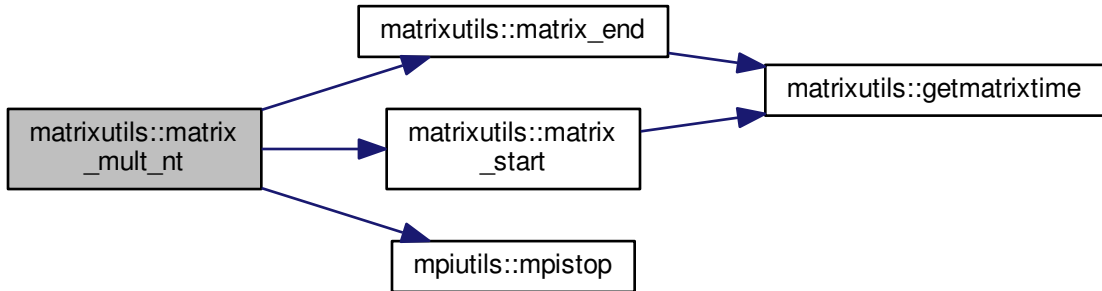 matrixutils::matrix_end
matrixutils::getmatrixtime
matrixutils::matrix
_mult_nt
matrixutils::matrix
_start
mpiutils::mpistop